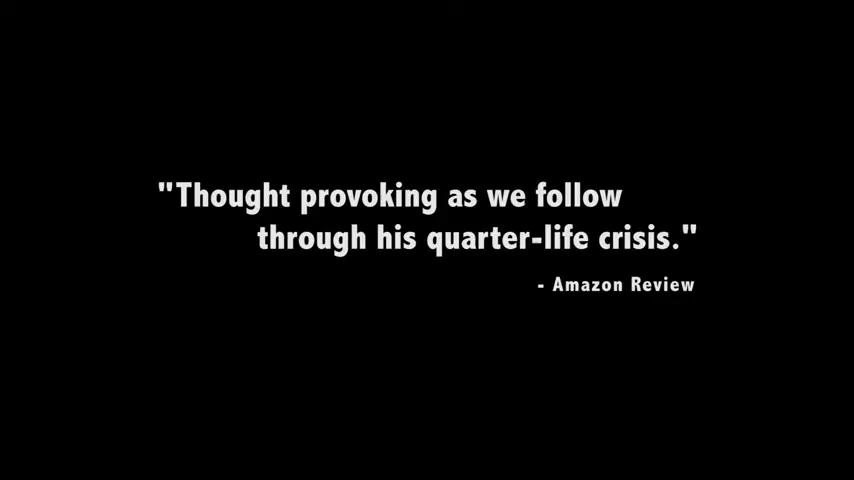 "Thought provoking as we follow
through his quarter-life crisis."
- Amazon Review